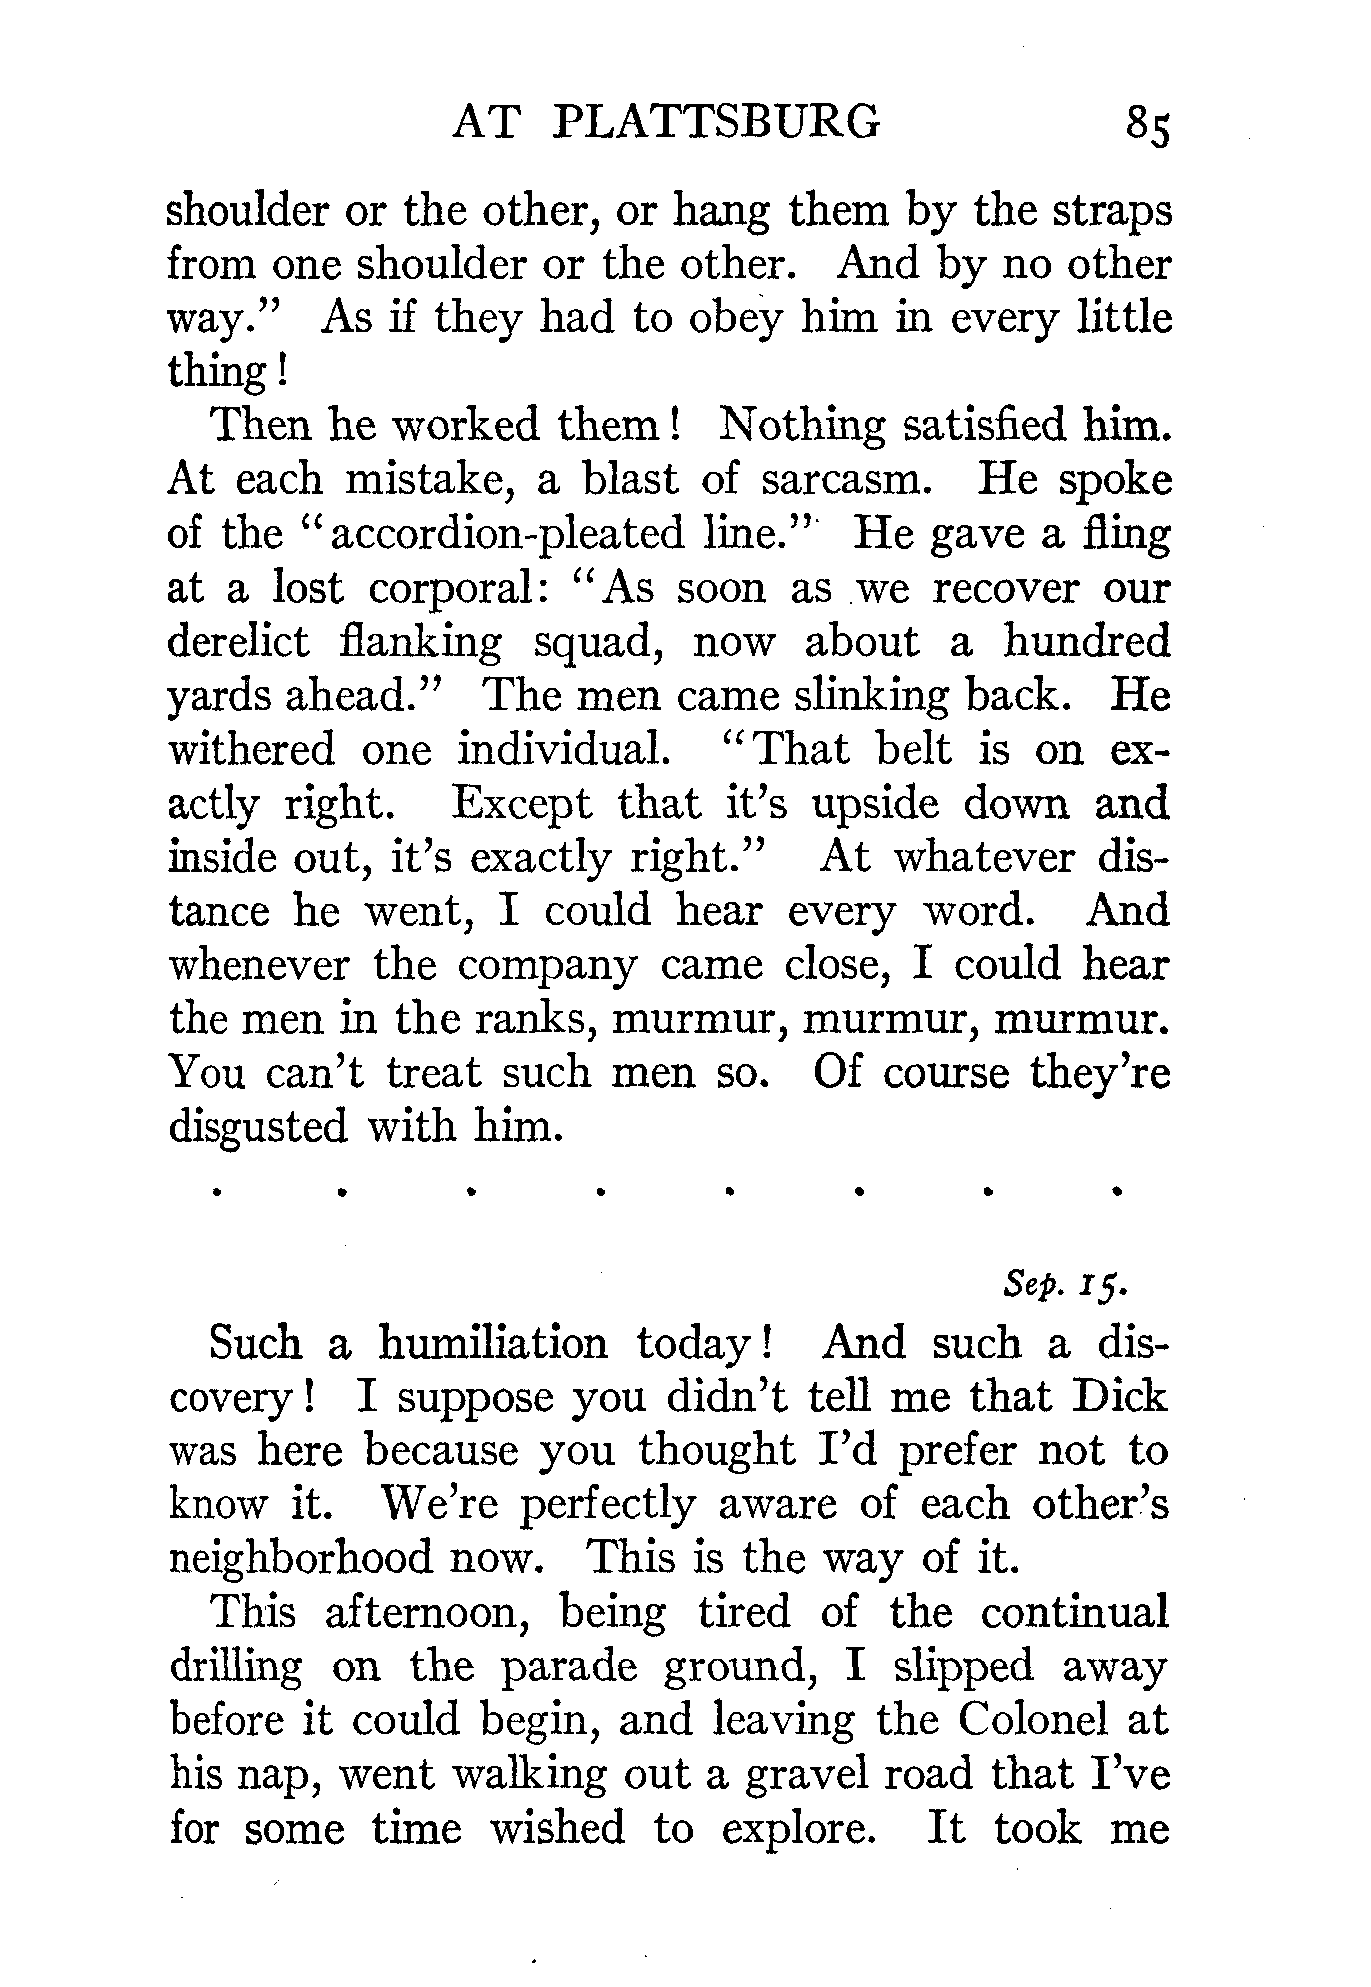 AT PLATTSBURG 85
shoulder or the other, or hang them by the straps
from one shoulder or the other. And by no other
way." As if they had to obey him in every little
thing!
Then he worked them! Nothing satisfied him.
At each mistake, a blast of sarcasm. He spoke
of the "accordion-pleated line." He gave a fling
at a lost corporal: "As soon as we recover our
derelict flanking squad, now about a hundred
yards ahead." The men came slinking back. He
withered one individual. "That belt is on ex-
actly right. Except that it's upside down and
inside out, it's exactly right." At whatever dis-
tance he went, I could hear every word. And
whenever the company came close, I could hear
the men in the ranks, murmur, murmur, murmur.
You can't treat such men so. Of course they're
disgusted with him.
. . . . . . . .
Sep. 15.
Such a humiliation today! And such a dis-
covery! I suppose you didn't tell me that Dick
was here because you thought I'd prefer not to
know it. We're perfectly aware of each other's
neighborhood now. This is the way of it.
This afternoon, being tired of the continual
drilling on the parade ground, I slipped away
before it could begin, and leaving the Colonel at
his nap, went walking out a gravel road that I've
for some time wished to explore. It took me